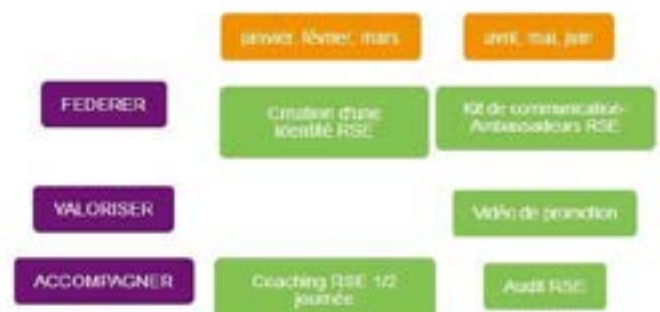 janvier, février, mars
avril, mai, juin
FEDERER
Création d'une
identité RSE
Kit de communication-
Ambassadeurs RSE
VALORISER
Vidéo de promotion
ACCOMPAGNER
Coaching RSE 1/2
journée
Audit RSE